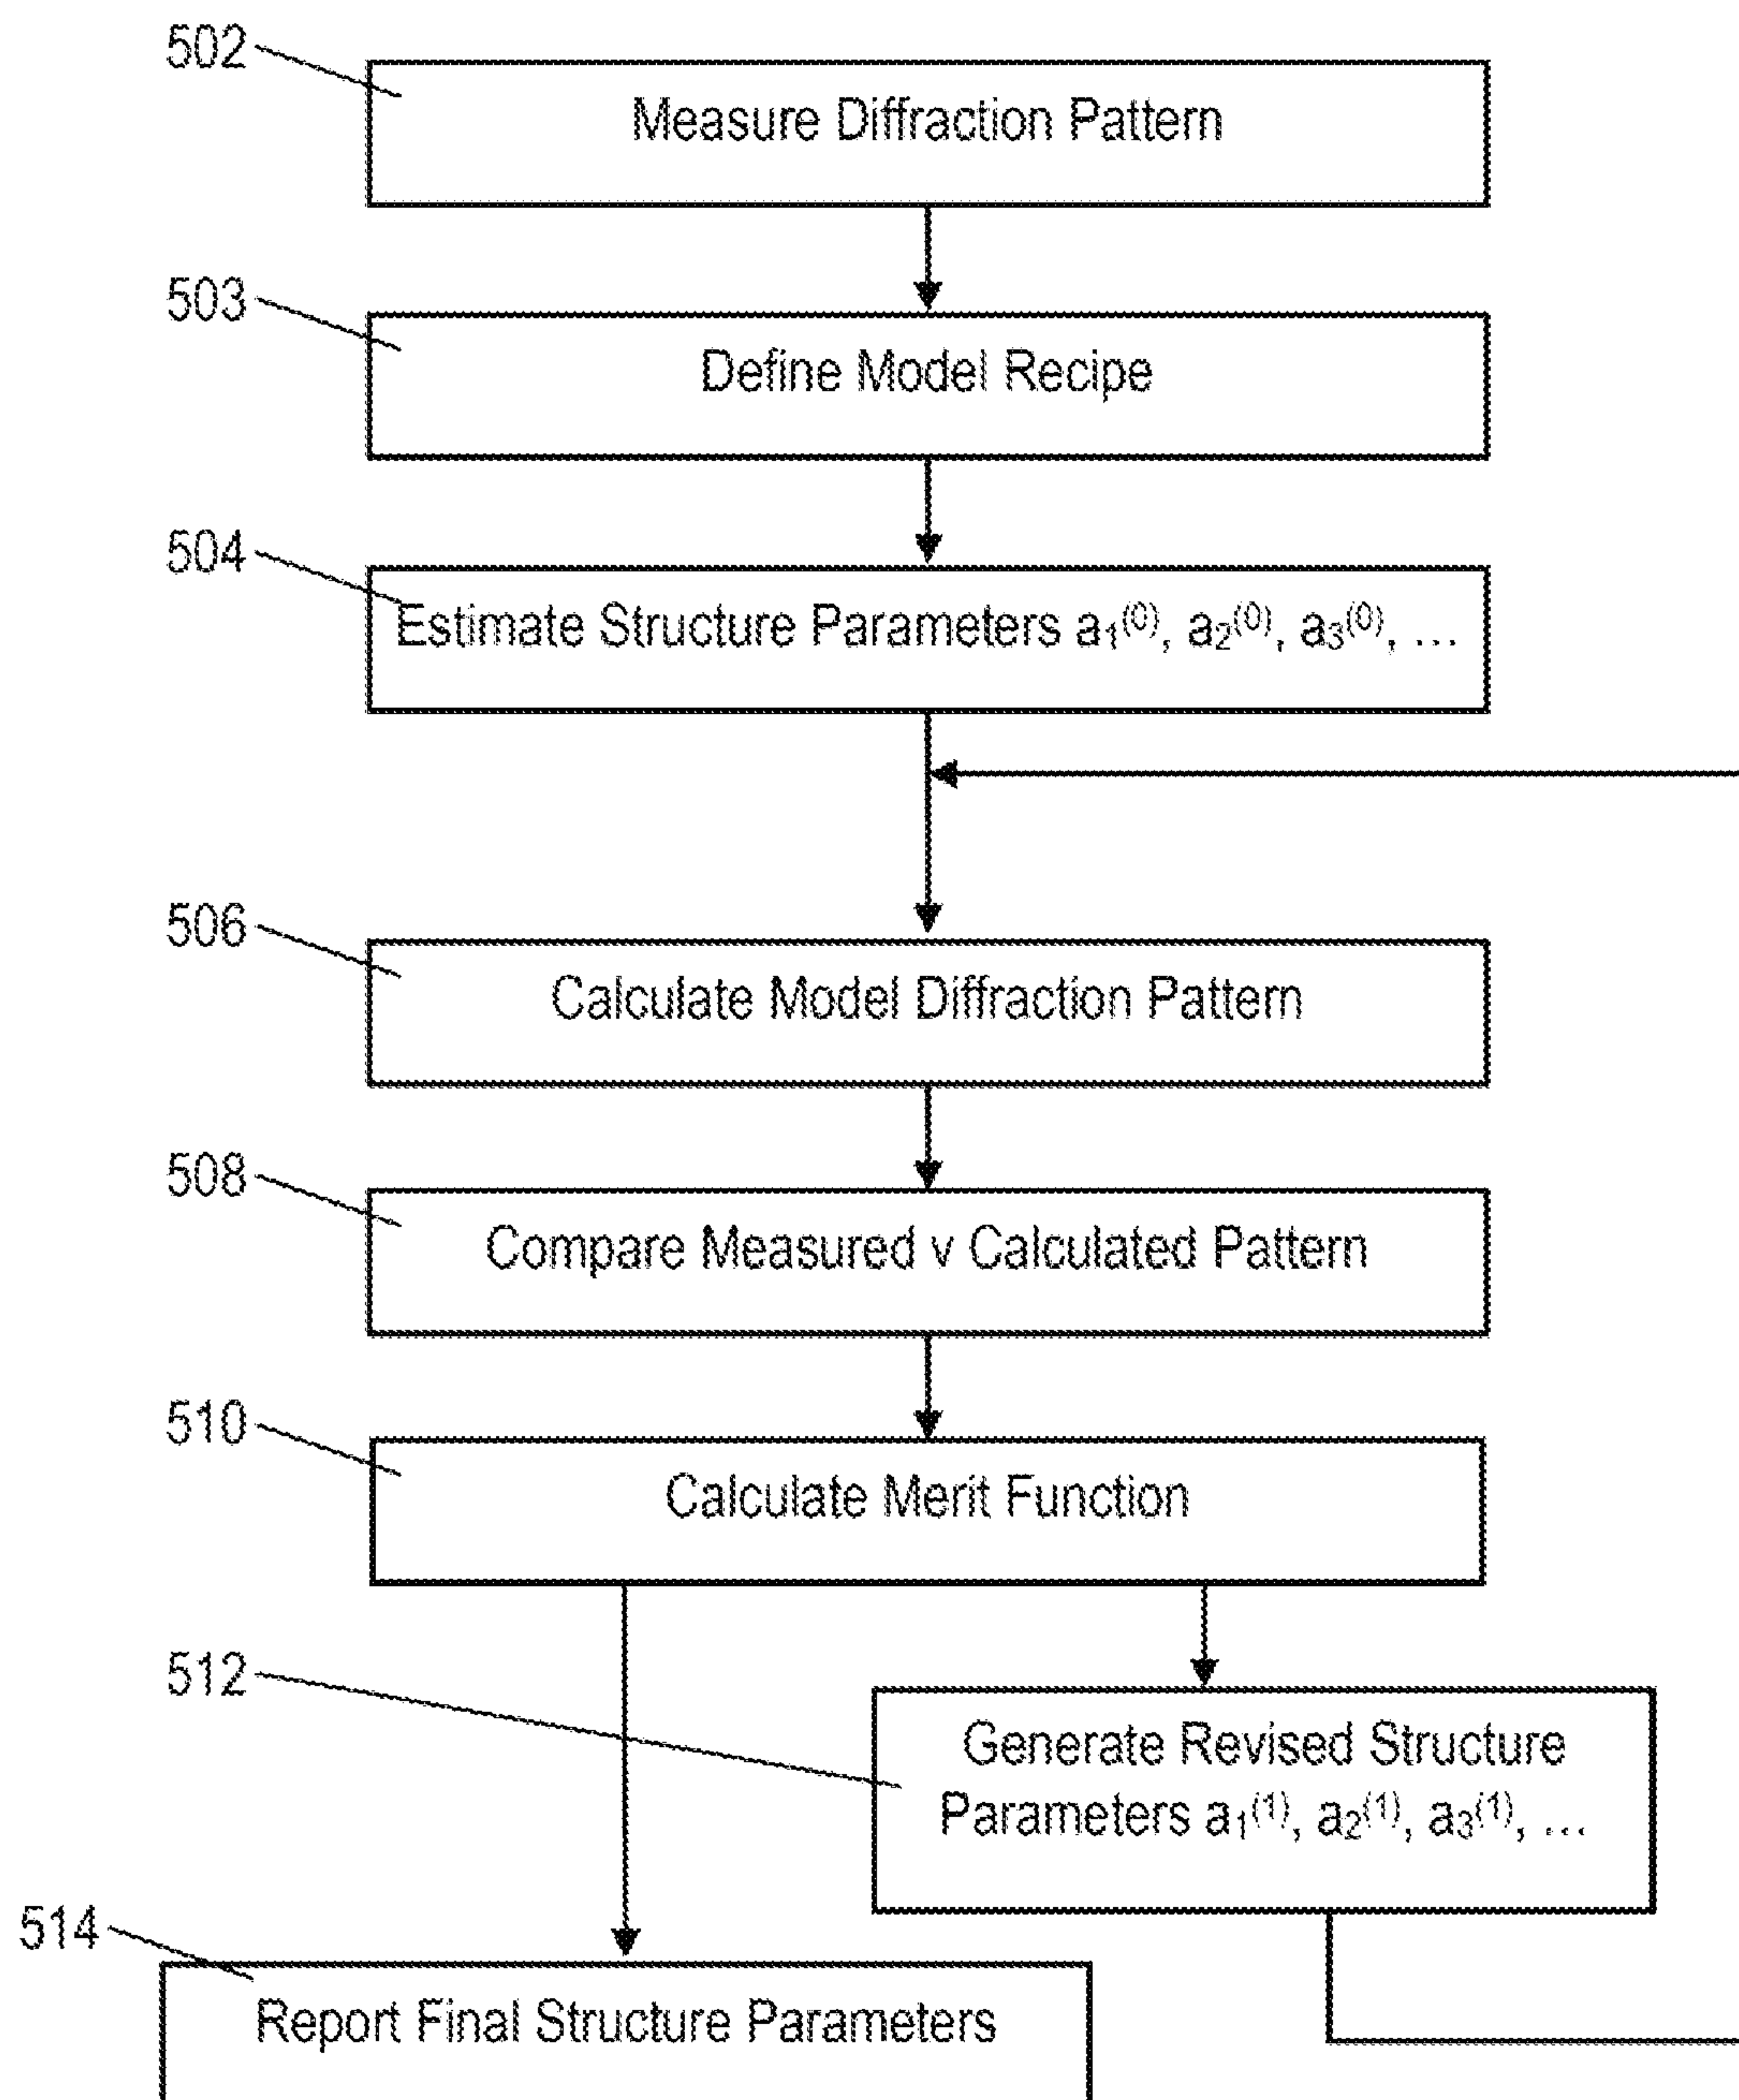 502
Measure Diffraction Pattern
503
Define Model Recipe
504
Estimate Structure Parameters a₁⁽⁰⁾, a₂⁽⁰⁾, a₃⁽⁰⁾, ...
506
Calculate Model Diffraction Pattern
508
Compare Measured v Calculated Pattern
510
Calculate Merit Function
512
Generate Revised Structure
Parameters a₁⁽¹⁾, a₂⁽¹⁾, a₃⁽¹⁾, ...
514
Report Final Structure Parameters